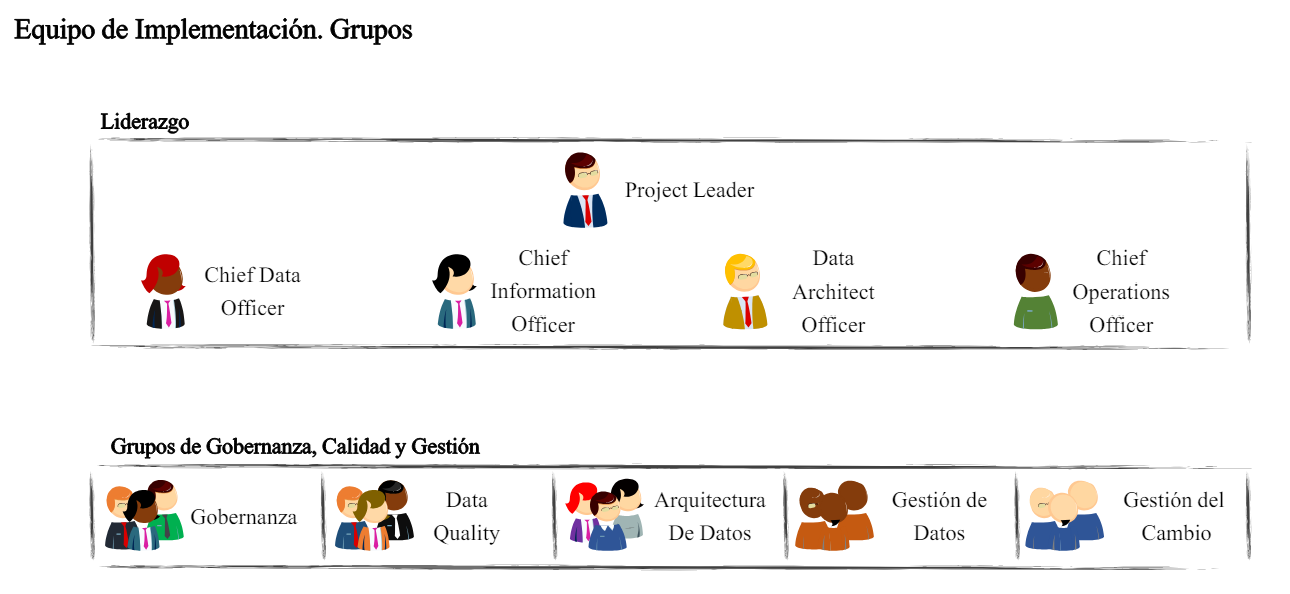 Equipo de Implementación. Grupos
Liderazgo
Project Leader
Chief Data
Officer
Chief
Information
Officer
Data
Architect
Officer
Chief
Operations
Officer
Grupos de Gobernanza, Calidad y Gestión
Gobernanza
Data
Quality
Arquitectura
De Datos
Gestión de
Datos
Gestión del
Cambio